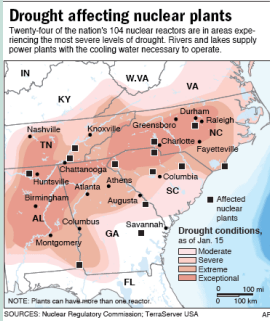 Drought affecting nuclear plants
Twenty-four of the nation's 104 nuclear reactors are in areas expe-
riencing the most severe levels of drought. Rivers and lakes supply
power plants with the cooling water necessary to operate.
IN
W.VA
KY
VA
Durham
Nashville
Knoxville
Greensboro
Raleigh
TN
NC
Charlotte
Fayetteville
Chattanooga
Huntsville
Athens
Columbia
Atlanta
SC
Birmingham
Augusta
Affected
nuclear
plants
AL
Columbus
Savannah
GA
Montgomery
Drought conditions,
as of Jan. 15
Moderate
Severe
Extreme
Exceptional
FL
0 100 mi
0 100 km
NOTE: Plants can have more than one reactor.
SOURCES: Nuclear Regulatory Commission; TerraServer USA